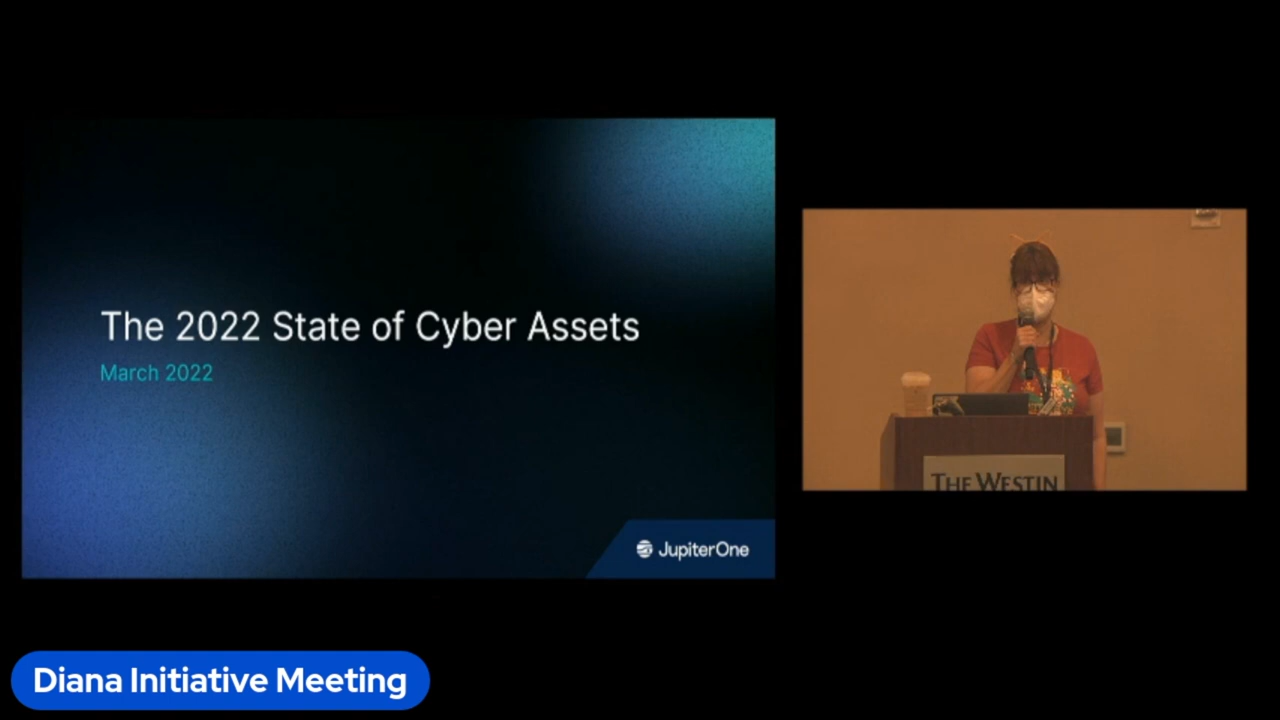 The 2022 State of Cyber Assets
March 2022
JupiterOne
THE WESTIN
Diana Initiative Meeting